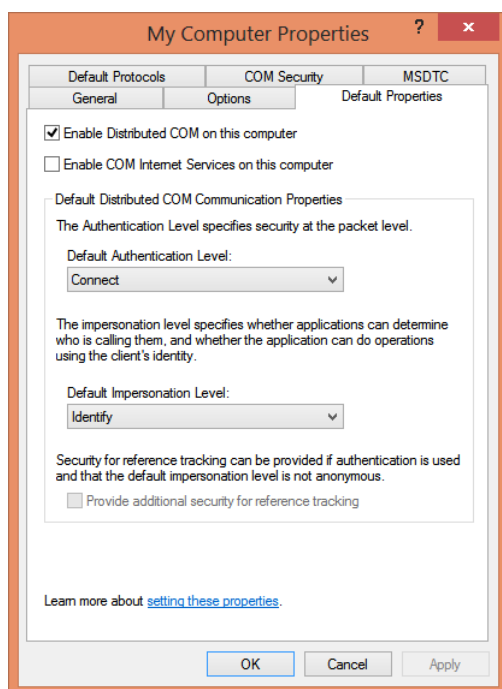 My Computer Properties
?
x
Default Protocols
COM Security
MSDTC
General
Options
Default Properties
Enable Distributed COM on this computer
Enable COM Internet Services on this computer
Default Distributed COM Communication Properties
The Authentication Level specifies security at the packet level.
Default Authentication Level:
Connect
The impersonation level specifies whether applications can determine
who is calling them, and whether the application can do operations
using the client's identity.
Default Impersonation Level:
Identify
Security for reference tracking can be provided if authentication is used
and that the default impersonation level is not anonymous.
Provide additional security for reference tracking
Learn more about setting these properties.
OK
Cancel
Apply